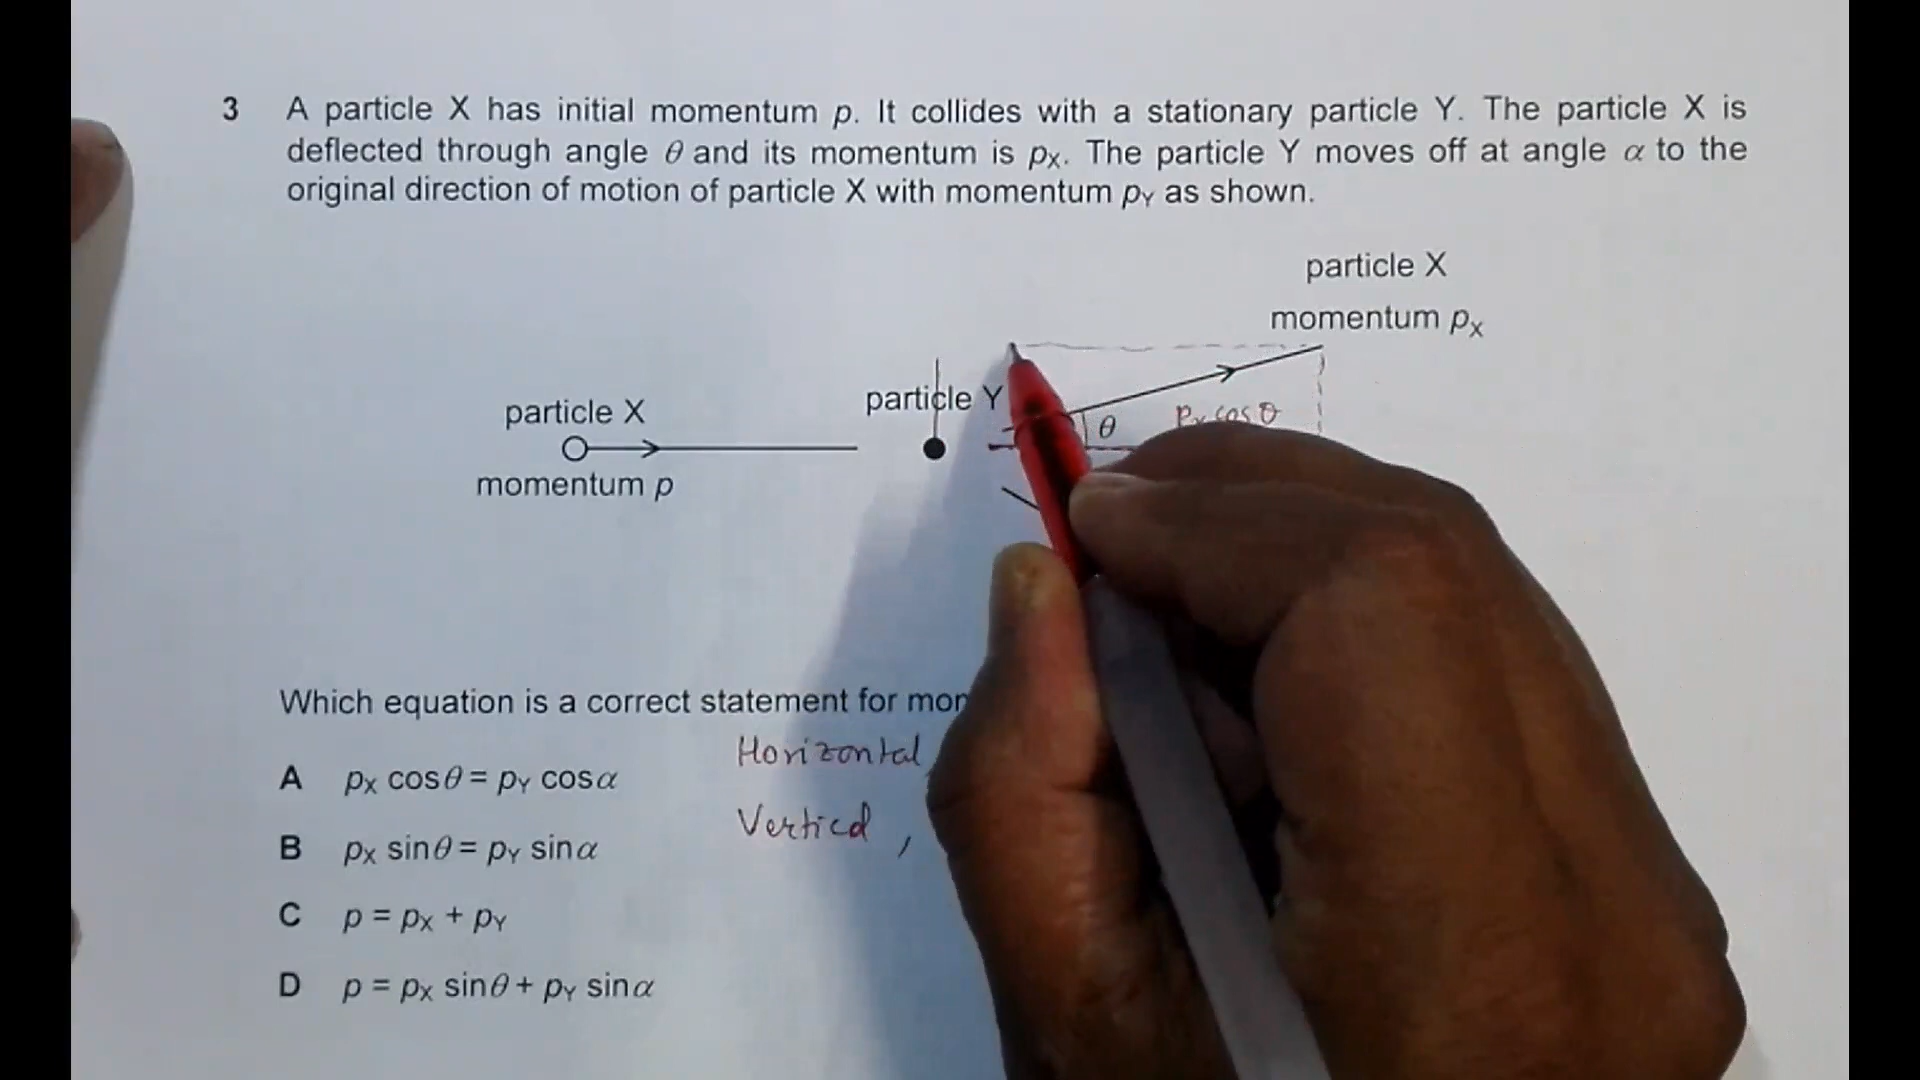 3 A particle X has initial momentum p. It collides with a stationary particle Y. The particle X is
deflected through angle θ and its momentum is pX. The particle Y moves off at angle α to the
original direction of motion of particle X with momentum pY as shown.
particle X
momentum pX
particle Y
particle X
θ
momentum p
Which equation is a correct statement for
Horizontal,
A pX cosθ = pY cosα
Vertical ,
B pX sinθ = pY sinα
C p = pX + pY
D p = pX sinθ + pY sinα